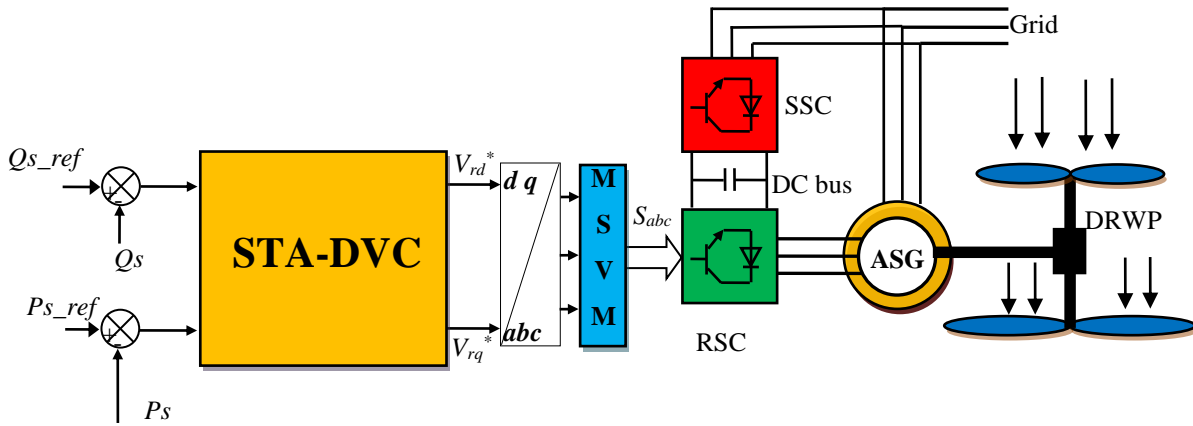 Grid
SSC
DC bus
Qs_ref
+
-
Qs
STA-DVC
Vrd*
d q
abc
Vrq*
M
S
V
M
Sabc
RSC
ASG
DRWP
Ps_ref
+
-
Ps